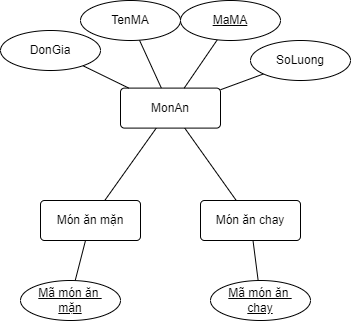 TenMA
MaMA
DonGia
SoLuong
MonAn
Món ăn mặn
Món ăn chay
Mã món ăn
mặn
Mã món ăn
chay